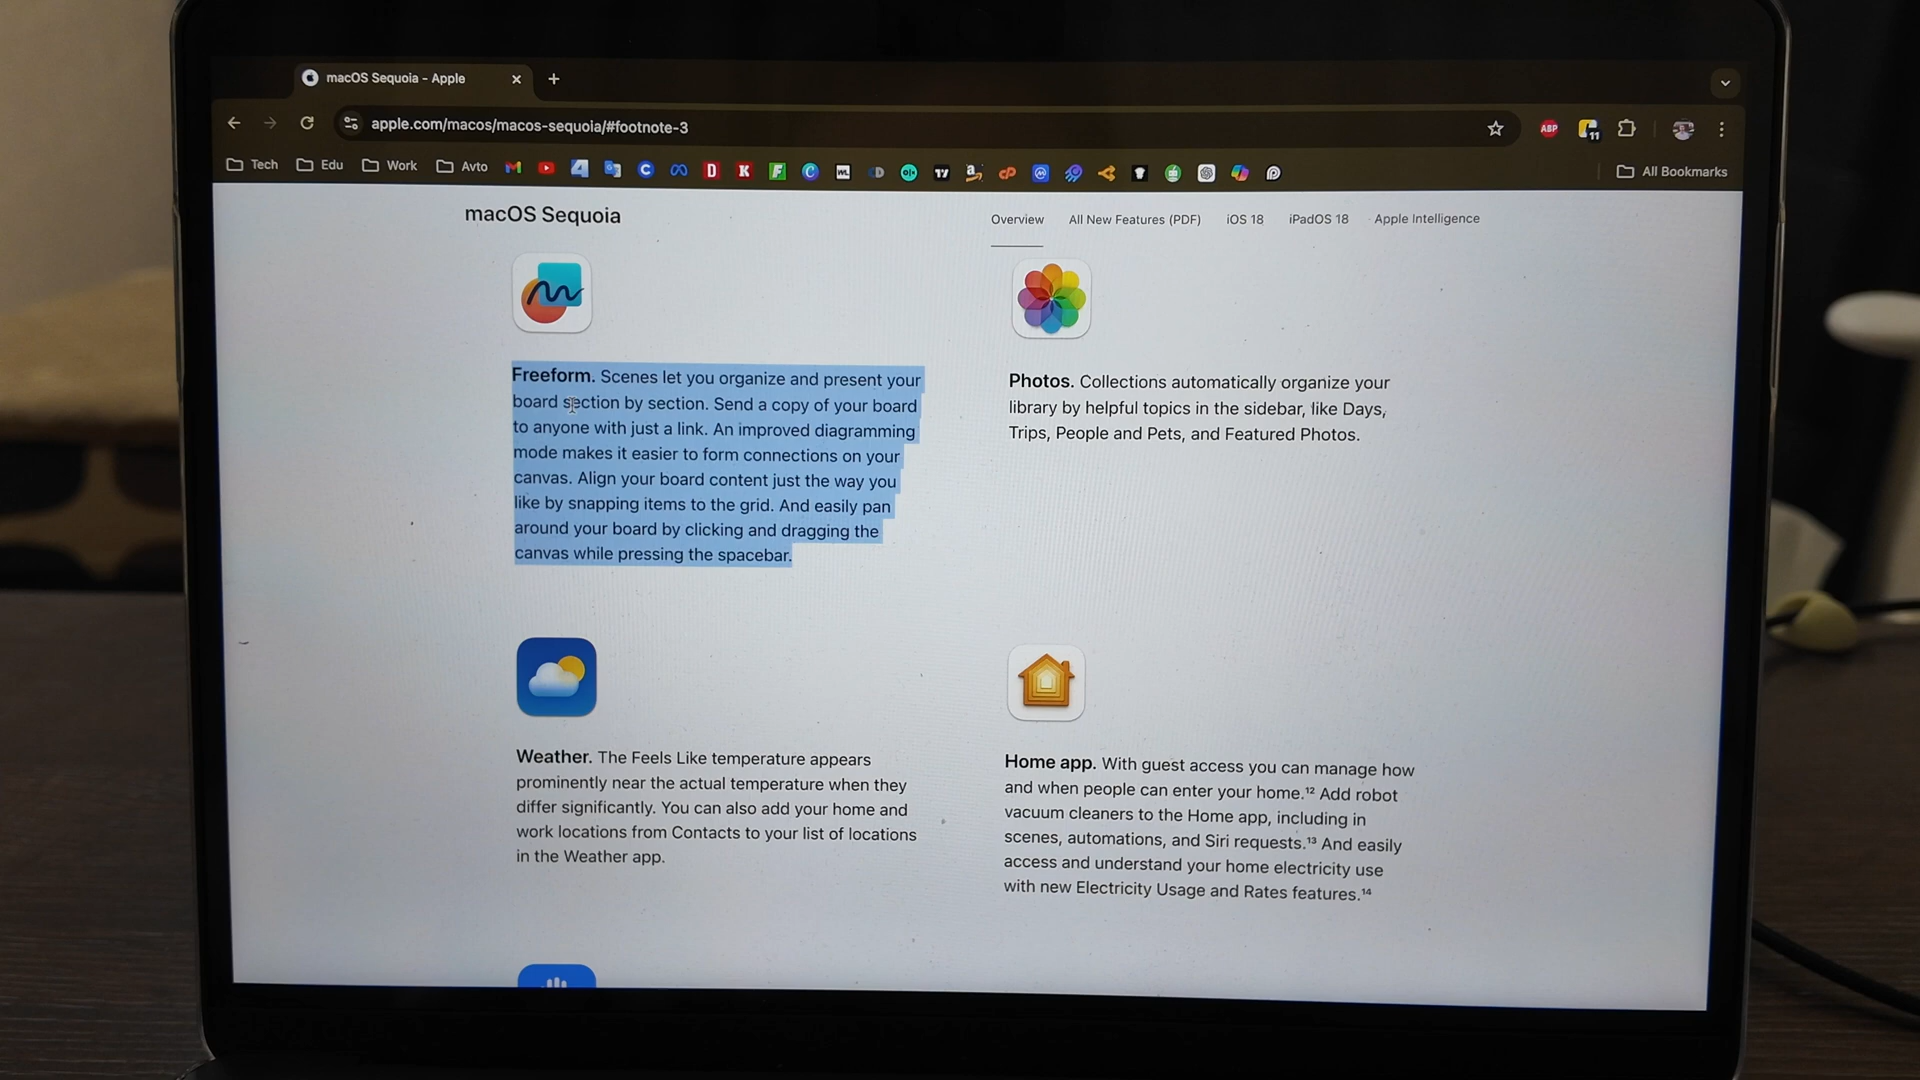 macOS Sequoia - Apple
apple.com/macos/macos-sequoia/#footnote-3
ABP
11
Tech
Edu
Work
Avto
All Bookmarks
macOS Sequoia
Overview
All New Features (PDF)
iOS 18
iPadOS 18
Apple Intelligence
Freeform. Scenes let you organize and present your
board section by section. Send a copy of your board
to anyone with just a link. An improved diagramming
mode makes it easier to form connections on your
canvas. Align your board content just the way you
like by snapping items to the grid. And easily pan
around your board by clicking and dragging the
canvas while pressing the spacebar.
Photos. Collections automatically organize your
library by helpful topics in the sidebar, like Days,
Trips, People and Pets, and Featured Photos.
Weather. The Feels Like temperature appears
prominently near the actual temperature when they
differ significantly. You can also add your home and
work locations from Contacts to your list of locations
in the Weather app.
Home app. With guest access you can manage how
and when people can enter your home.¹² Add robot
vacuum cleaners to the Home app, including in
scenes, automations, and Siri requests.¹³ And easily
access and understand your home electricity use
with new Electricity Usage and Rates features.¹⁴